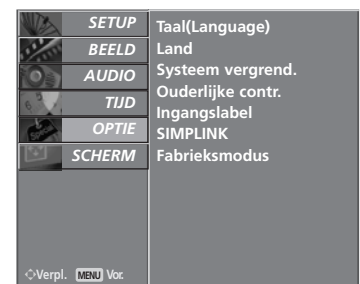 SETUP
BEELD
AUDIO
TIJD
OPTIE
SCHERM
Taal(Language)
Land
Systeem vergrend.
Ouderlijke contr.
Ingangslabel
SIMPLINK
Fabrieksmodus
Verpl. MENU Vor.